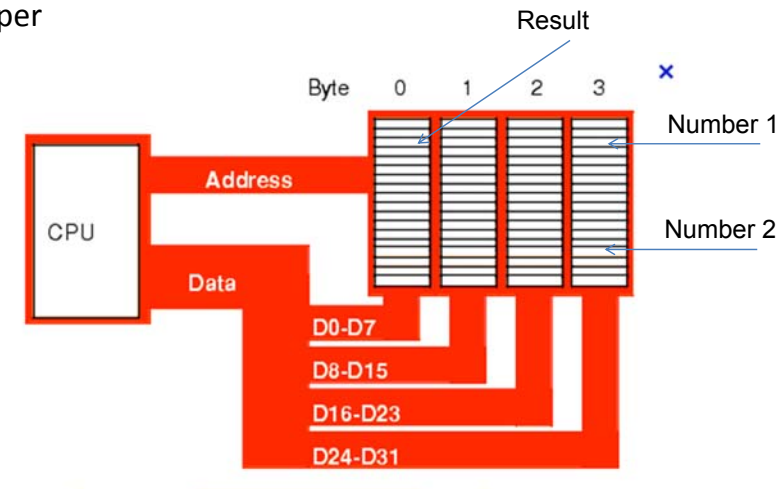 per
Result
Byte 0 1 2 3
×
Number 1
Address
CPU
Number 2
Data
D0-D7
D8-D15
D16-D23
D24-D31